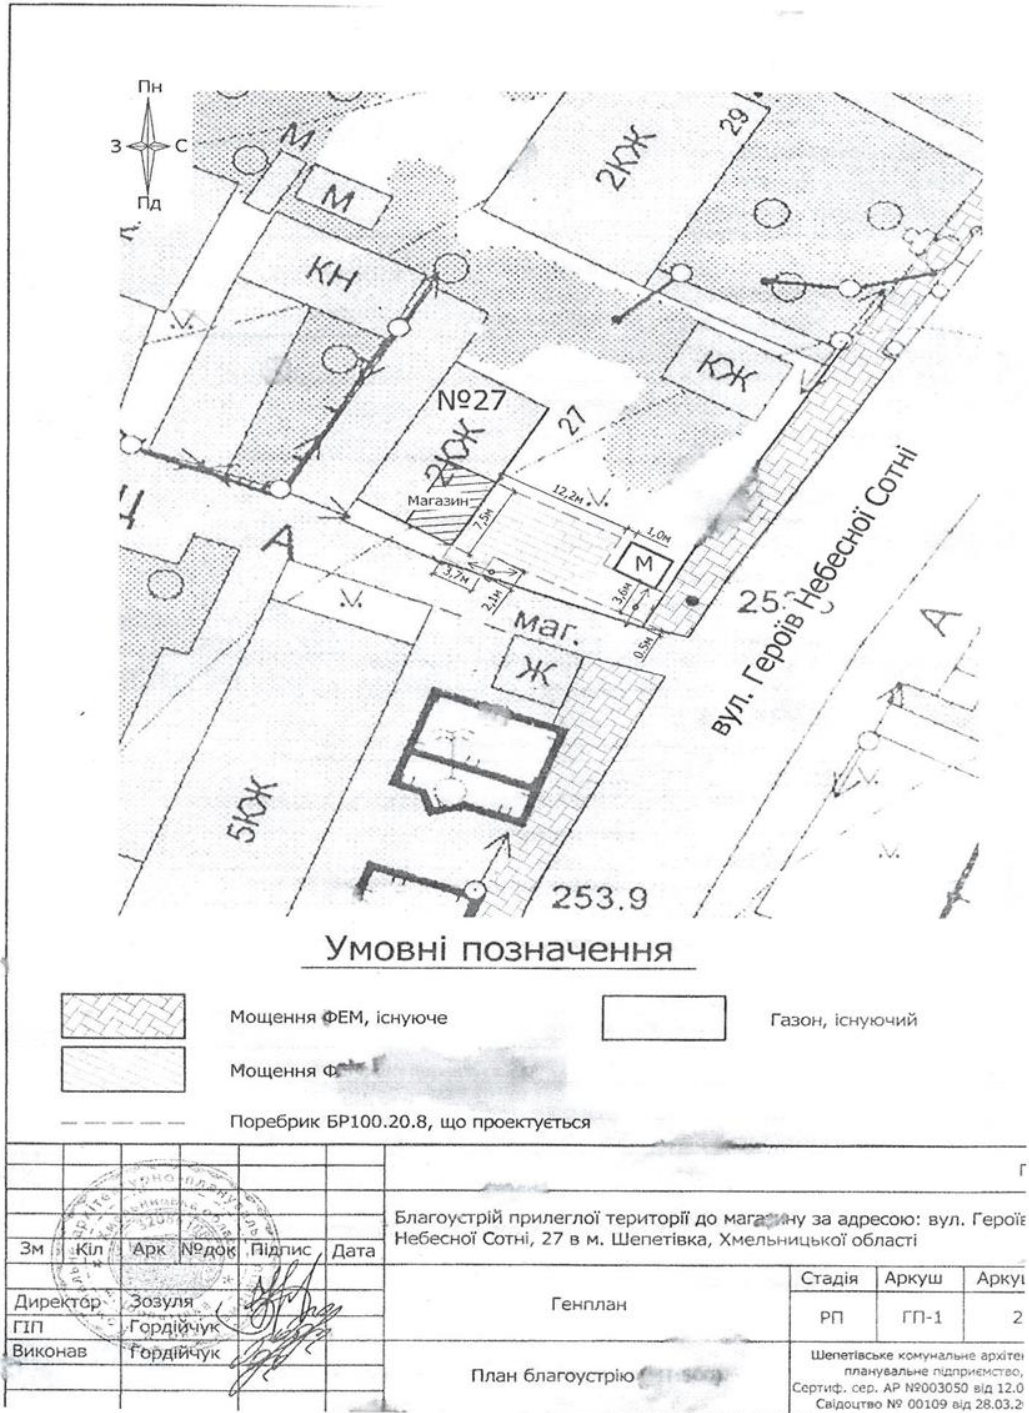 Пн
З
С
Пд
М
М
КН
2КЖ
29
КЖ
№27
2КЖ
27
Магазин
12,2м
7,5м
1,0м
М
3,7м
2,1м
3,6м
0.5м
маг.
Ж
А
Ц
5КЖ
253.9
вул. Героїв Небесної Сотні
А
Умовні позначення
Мощення ФЕМ, існуюче
Газон, існуючий
Мощення
Поребрик БР100.20.8, що проектується
Благоустрій прилеглої території до магазину за адресою: вул. Героїв
Небесної Сотні, 27 в м. Шепетівка, Хмельницької області
Зм Кіл Арк №док Підпис Дата
Директор Зозуля
ГІП Гордійчук
Виконав Гордійчук
Генплан
Стадія Аркуш
РП ГП-1 2
План благоустрію
Шепетівське комунальне
планувальне підприємство,
Сертиф. сер. АР №003050 від 12.0
Свідоцтво № 00109 від 28.03.2